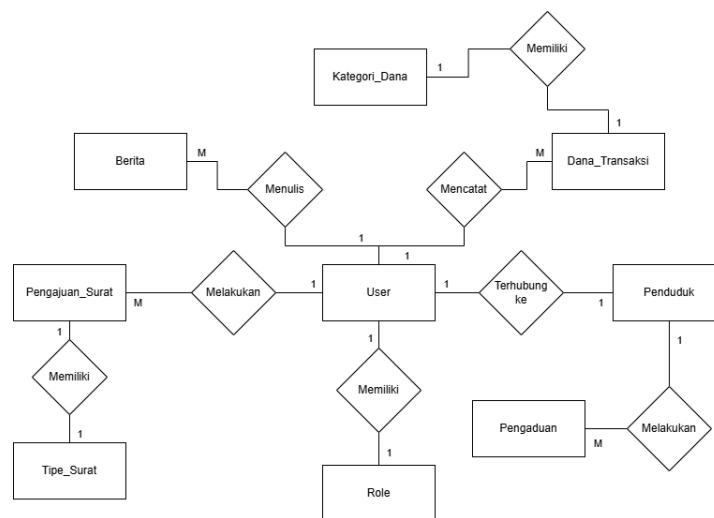 Memiliki
Kategori_Dana
1
1
Berita
M
M
Dana_Transaksi
Menulis
Mencatat
1
1
Pengajuan_Surat
Melakukan
1
User
1
Terhubung
ke
1
Penduduk
M
1
1
1
Memiliki
Memiliki
Pengaduan
M
Melakukan
1
1
Tipe_Surat
Role